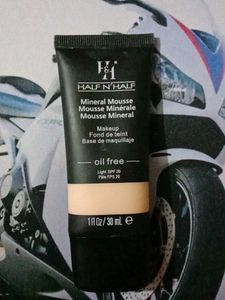 H&H
HALF N' HALF
Mineral Mousse
Mousse Minérale
Mousse Mineral
Makeup
Fond de teint
Base de maquillaje
oil free
Light SPF 20
Pâle FPS 20
1 fl Oz / 30 mL e